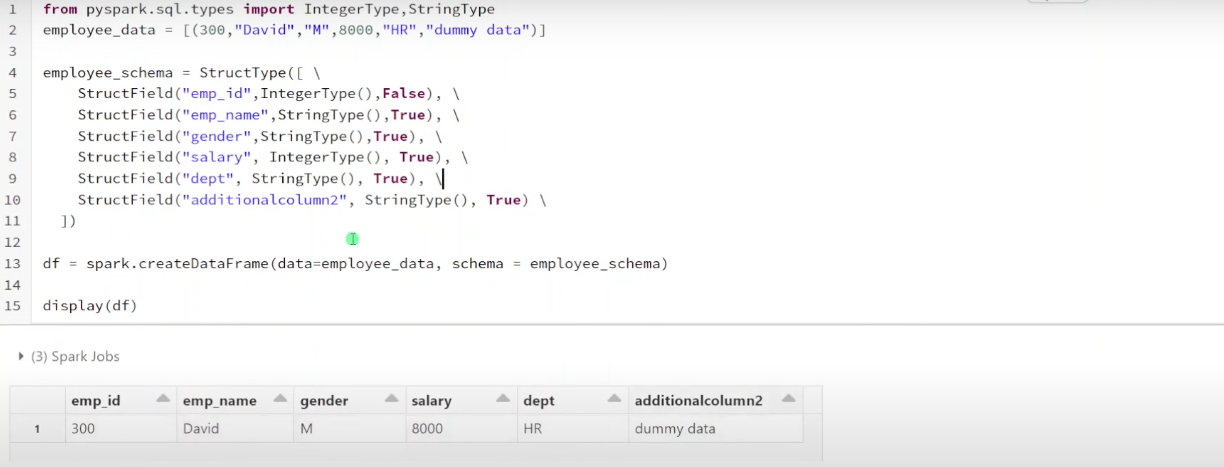 1 from pyspark.sql.types import IntegerType,StringType
2 employee_data = [(300,"David","M",8000,"HR","dummy data")]
3
4 employee_schema = StructType([ \
5 StructField("emp_id",IntegerType(),False), \
6 StructField("emp_name",StringType(),True), \
7 StructField("gender",StringType(),True), \
8 StructField("salary", IntegerType(), True), \
9 StructField("dept", StringType(), True), \
10 StructField("additionalcolumn2", StringType(), True) \
11 ])
12
13 df = spark.createDataFrame(data=employee_data, schema = employee_schema)
14
15 display(df)
(3) Spark Jobs
emp_id emp_name gender salary dept additionalcolumn2
1 300 David M 8000 HR dummy data